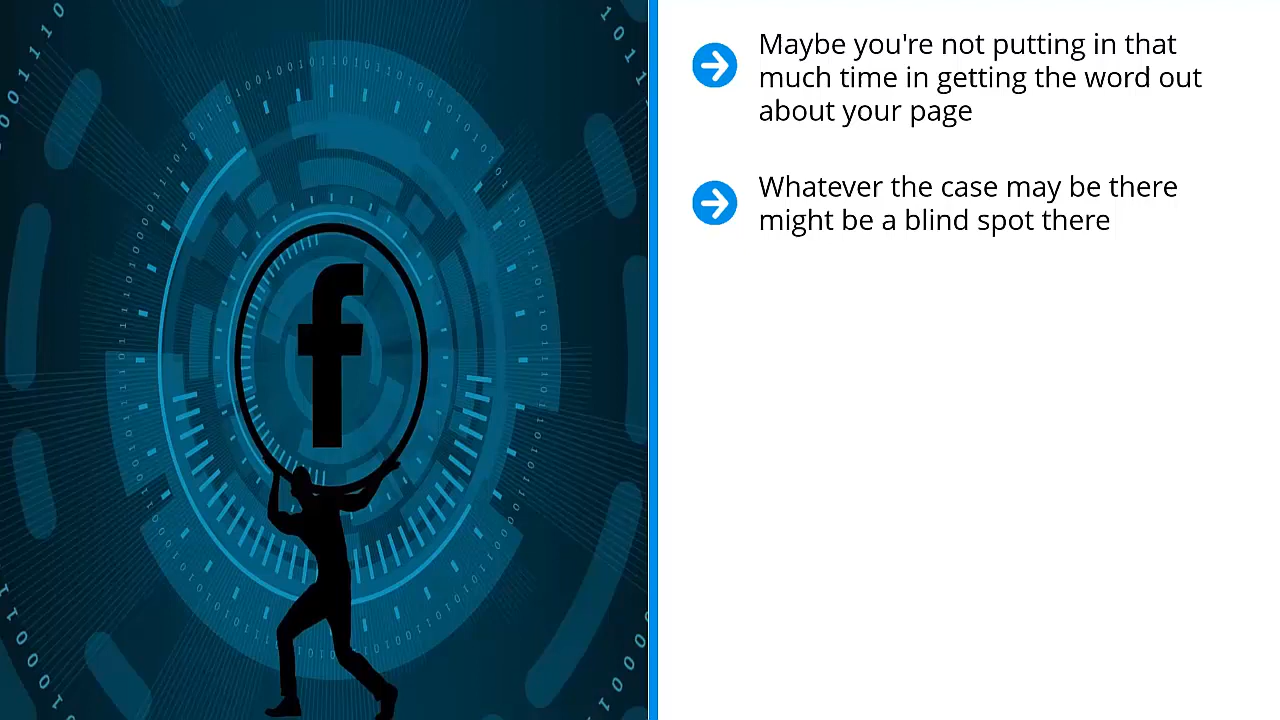 Maybe you're not putting in that
much time in getting the word out
about your page
Whatever the case may be there
might be a blind spot there
f